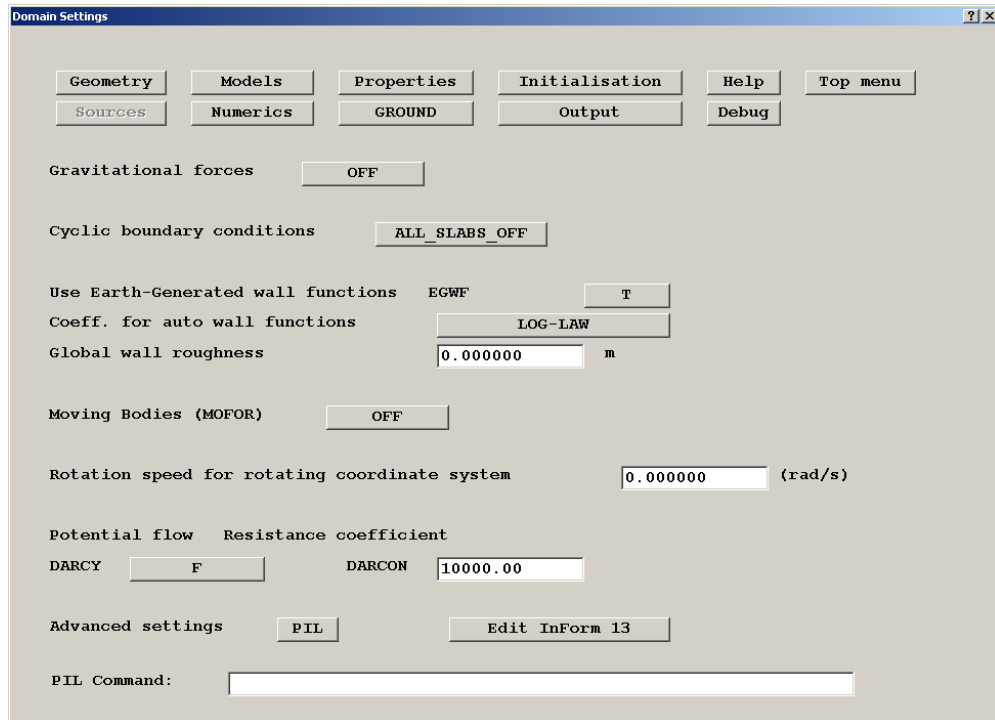 Domain Settings ? X
Geometry Models Properties Initialisation Help Top menu
Sources Numerics GROUND Output Debug
Gravitational forces OFF
Cyclic boundary conditions ALL_SLABS_OFF
Use Earth-Generated wall functions EGWF T
Coeff. for auto wall functions LOG-LAW
Global wall roughness 0.000000 m
Moving Bodies (MOFOR) OFF
Rotation speed for rotating coordinate system 0.000000 (rad/s)
Potential flow Resistance coefficient
DARCY F DARCON 10000.00
Advanced settings PIL Edit InForm 13
PIL Command: